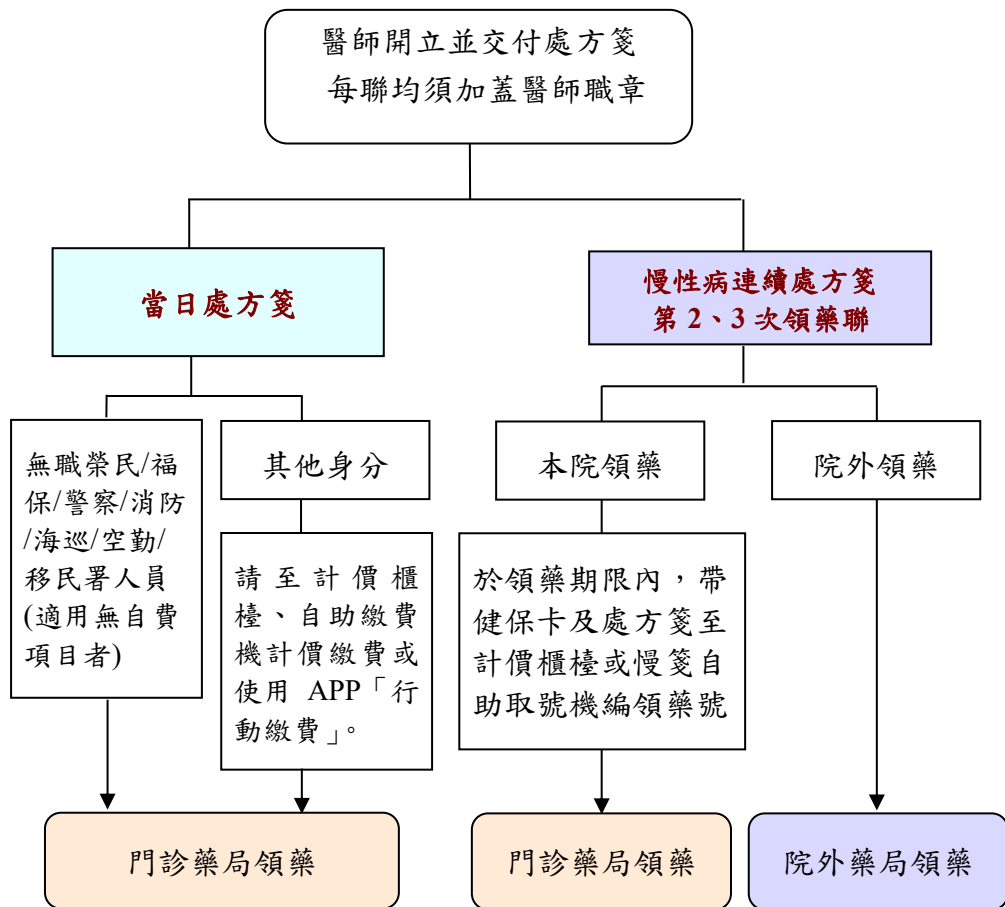 醫師開立並交付處方箋
每聯均須加蓋醫師職章
當日處方箋
慢性病連續處方箋
第 2、3 次領藥聯
無職榮民/福
保/警察/消防
/海巡/空勤/
移民署人員
(適用無自費
項目者)
其他身分
請至計價櫃
檯、自助繳費
機計價繳費或
使用 APP「行
動繳費」。
本院領藥
於領藥期限內，帶
健保卡及處方箋至
計價櫃檯或慢箋自
助取號機編領藥號
院外領藥
門診藥局領藥
門診藥局領藥
院外藥局領藥